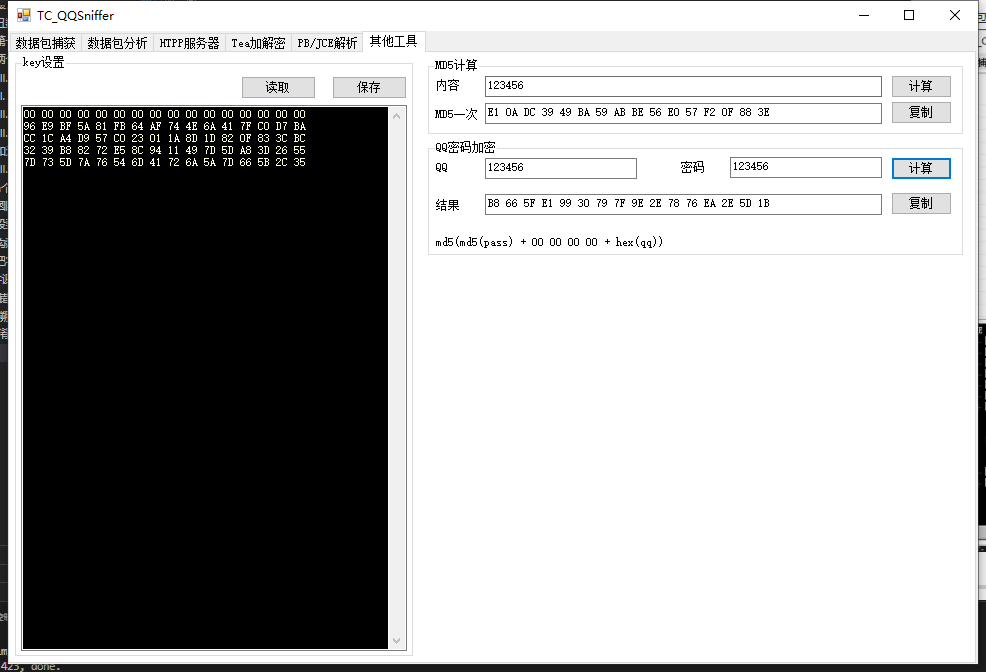 TC_QQSniffer
数据包捕获 数据包分析 HTPP服务器 Tea加解密 PB/JCE解析 其他工具
key设置
读取 保存
00 00 00 00 00 00 00 00 00 00 00 00 00 00 00 00
96 E9 BF 5A 81 FB 64 AF 74 4E 6A 41 7F C0 D7 BA
CC 1C A4 D9 57 C0 23 01 1A 8D 1D 82 0F 83 3C BC
32 39 B8 82 72 E5 8C 94 11 49 7D 5D A8 3D 26 55
7D 73 5D 7A 76 54 6D 41 72 6A 5A 7D 66 5B 2C 35
MD5计算
内容 123456 计算
MD5一次 E1 0A DC 39 49 BA 59 AB BE 56 E0 57 F2 0F 88 3E 复制
QQ密码加密
QQ 123456 密码 123456 计算
结果 B8 66 5F E1 99 30 79 7F 9E 2E 78 76 EA 2E 5D 1B 复制
md5(md5(pass) + 00 00 00 00 + hex(qq))
423, done.